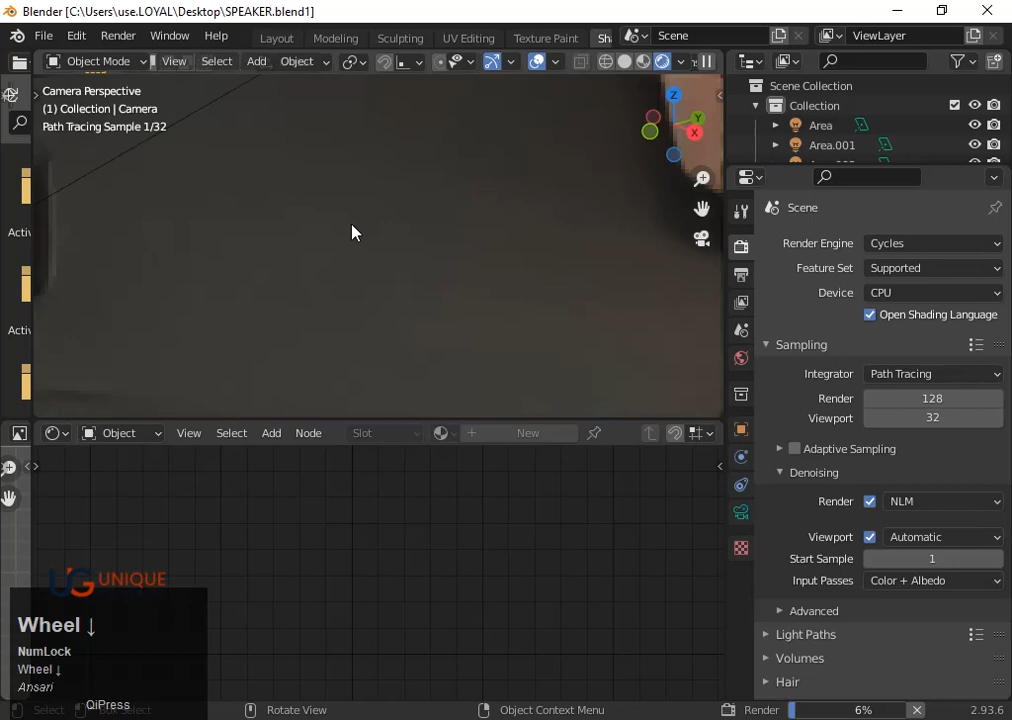 Blender [C:\Users\use.LOYAL\Desktop\SPEAKER.blend1]
File Edit Render Window Help Layout Modeling Sculpting UV Editing Texture Paint Scene ViewLayer
Object Mode View Select Add Object
Camera Perspective
(1) Collection | Camera
Path Tracing Sample 1/32
Z
Y
X
Scene Collection
Collection
Area
Area.001
Scene
Render Engine Cycles
Feature Set Supported
Device CPU
Open Shading Language
Sampling
Integrator Path Tracing
Render 128
Viewport 32
Adaptive Sampling
Denoising
Render NLM
Viewport Automatic
Start Sample 1
Input Passes Color + Albedo
Advanced
Light Paths
Volumes
Hair
Activ
Activ
Object View Select Add Node Slot New
UG UNIQUE
Wheel ↓
NumLock
Wheel ↓
Ansari
QiPress
Select Box Select Rotate View Object Context Menu Render 6% 2.93.6